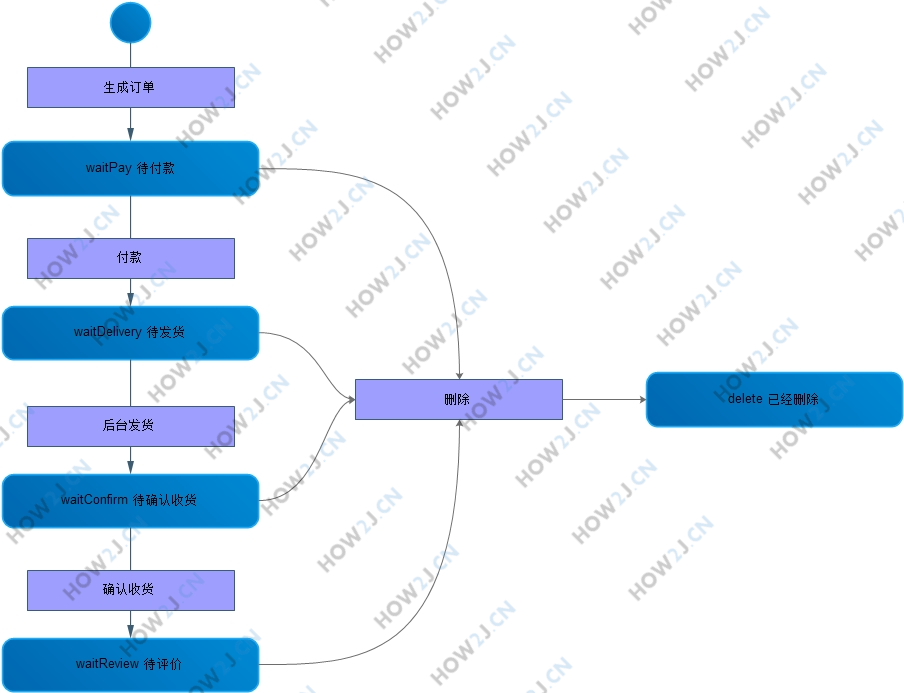 生成订单
waitPay 待付款
付款
waitDelivery 待发货
删除
delete 已经删除
后台发货
waitConfirm 待确认收货
确认收货
waitReview 待评价
HOW2J.CN